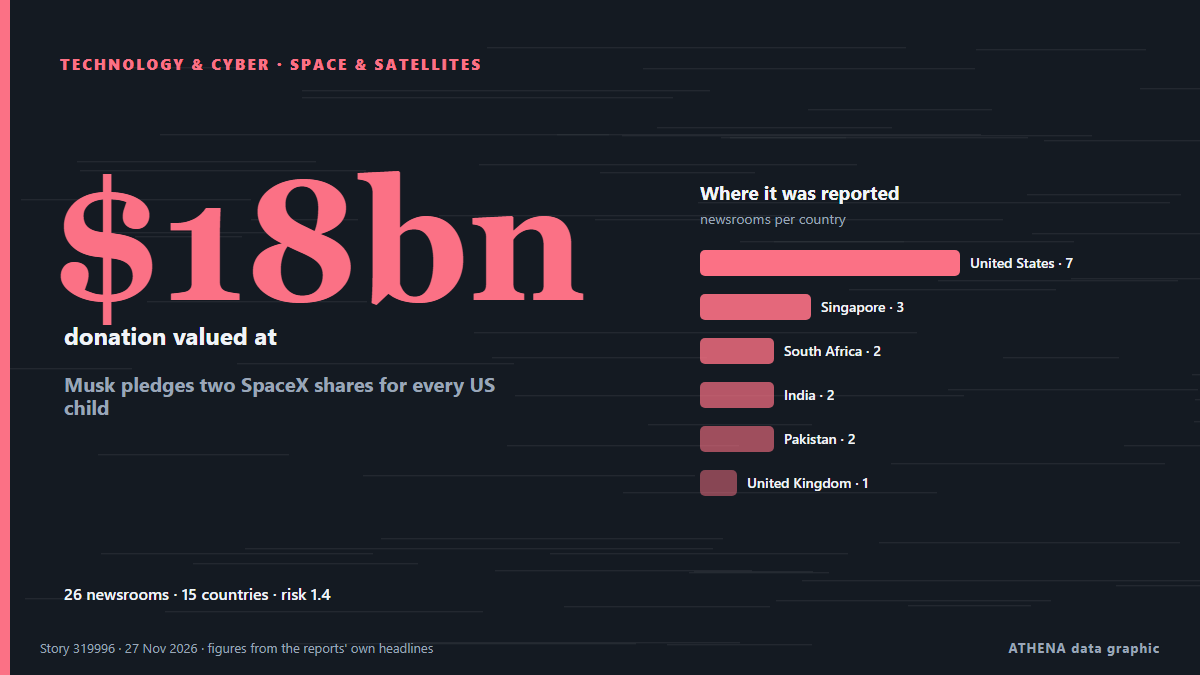 TECHNOLOGY & CYBER · SPACE & SATELLITES
$18bn
donation valued at
Musk pledges two SpaceX shares for every US
child
Where it was reported
newsrooms per country
United States · 7
Singapore · 3
South Africa · 2
India · 2
Pakistan · 2
United Kingdom · 1
26 newsrooms · 15 countries · risk 1.4
Story 319996 · 27 Nov 2026 · figures from the reports' own headlines
ATHENA data graphic